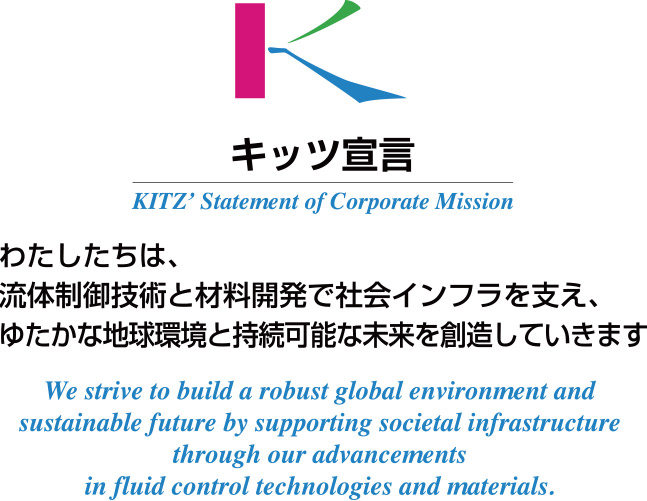 キッツ宣言
KITZ’ Statement of Corporate Mission
わたしたちは、
流体制御技術と材料開発で社会インフラを支え、
ゆたかな地球環境と持続可能な未来を創造していきます
We strive to build a robust global environment and
sustainable future by supporting societal infrastructure
through our advancements
in fluid control technologies and materials.